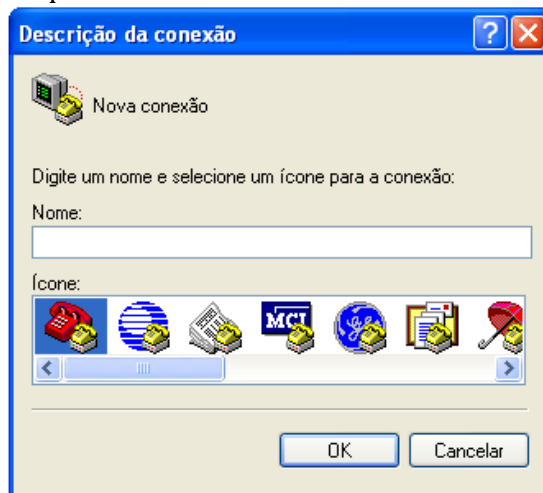 Descrição da conexão
Nova conexão
Digite um nome e selecione um ícone para a conexão:
Nome:
Ícone:
MCI
OK Cancelar